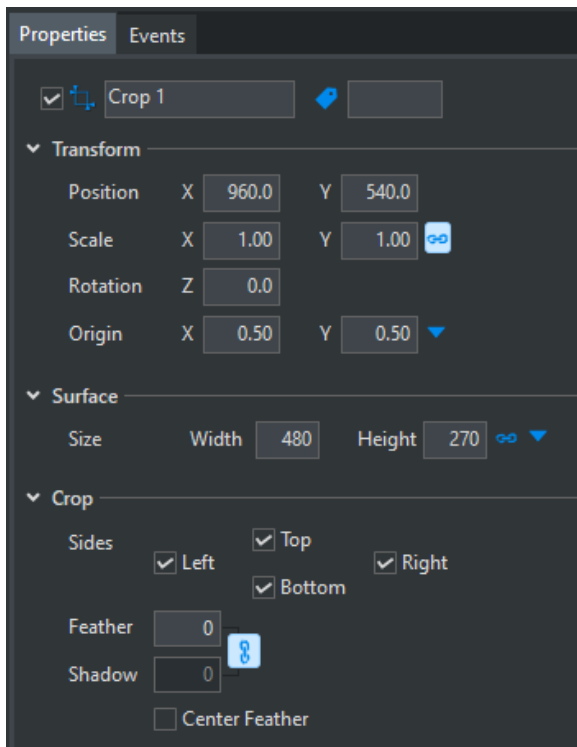 Properties Events
Crop 1
Transform
Position X 960.0 Y 540.0
Scale X 1.00 Y 1.00
Rotation Z 0.0
Origin X 0.50 Y 0.50
Surface
Size Width 480 Height 270
Crop
Sides Top
Left Right
Bottom
Feather 0
Shadow 0
Center Feather